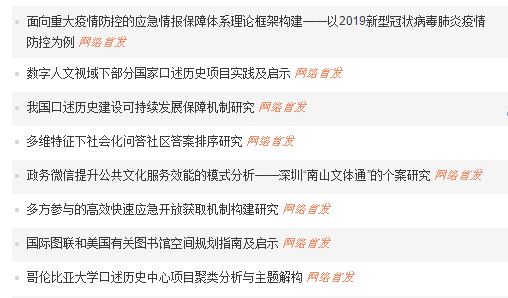 面向重大疫情防控的应急情报保障体系理论框架构建——以2019新型冠状病毒肺炎疫情
防控为例 网络首发
数字人文视域下部分国家口述历史项目实践及启示 网络首发
我国口述历史建设可持续发展保障机制研究 网络首发
多维特征下社会化问答社区答案排序研究 网络首发
政务微信提升公共文化服务效能的模式分析——深圳“南山文体通”的个案研究 网络首发
多方参与的高效快速应急开放获取机制构建研究 网络首发
国际图联和美国有关图书馆空间规划指南及启示 网络首发
哥伦比亚大学口述历史中心项目聚类分析与主题解构 网络首发